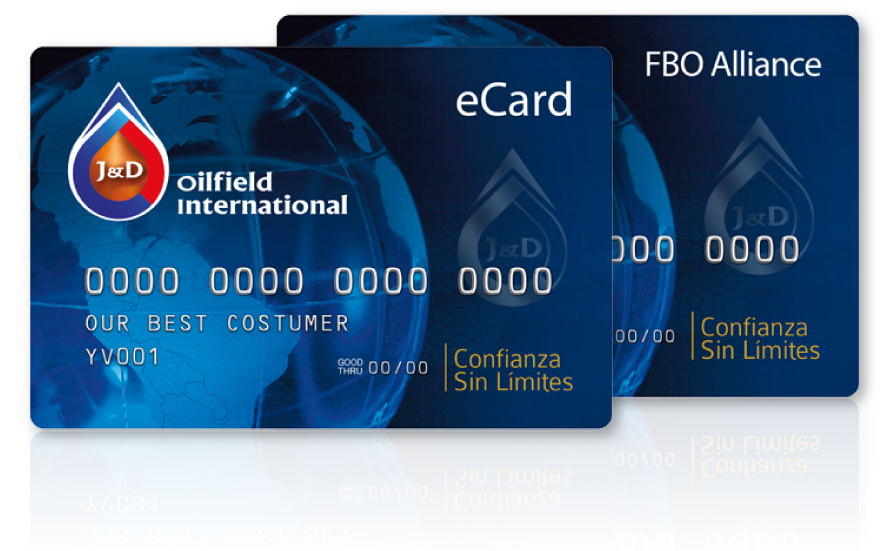 eCard
J&D
Oilfield
International
J&D
0000 0000 0000 0000
OUR BEST COSTUMER
YV001
GOOD
THRU 00/00
Confianza
Sin Límites
FBO Alliance
J&D
000 0000
00/00
Confianza
Sin Límites